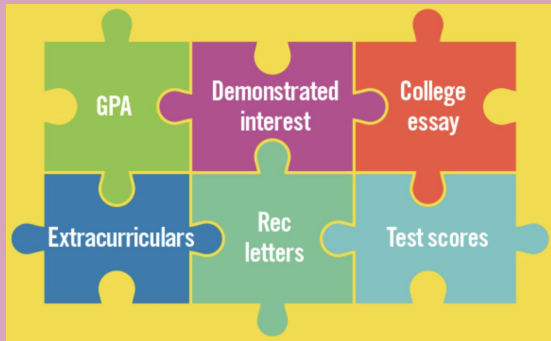 GPA
Demonstrated
interest
College
essay
Extracurriculars
Rec
letters
Test scores